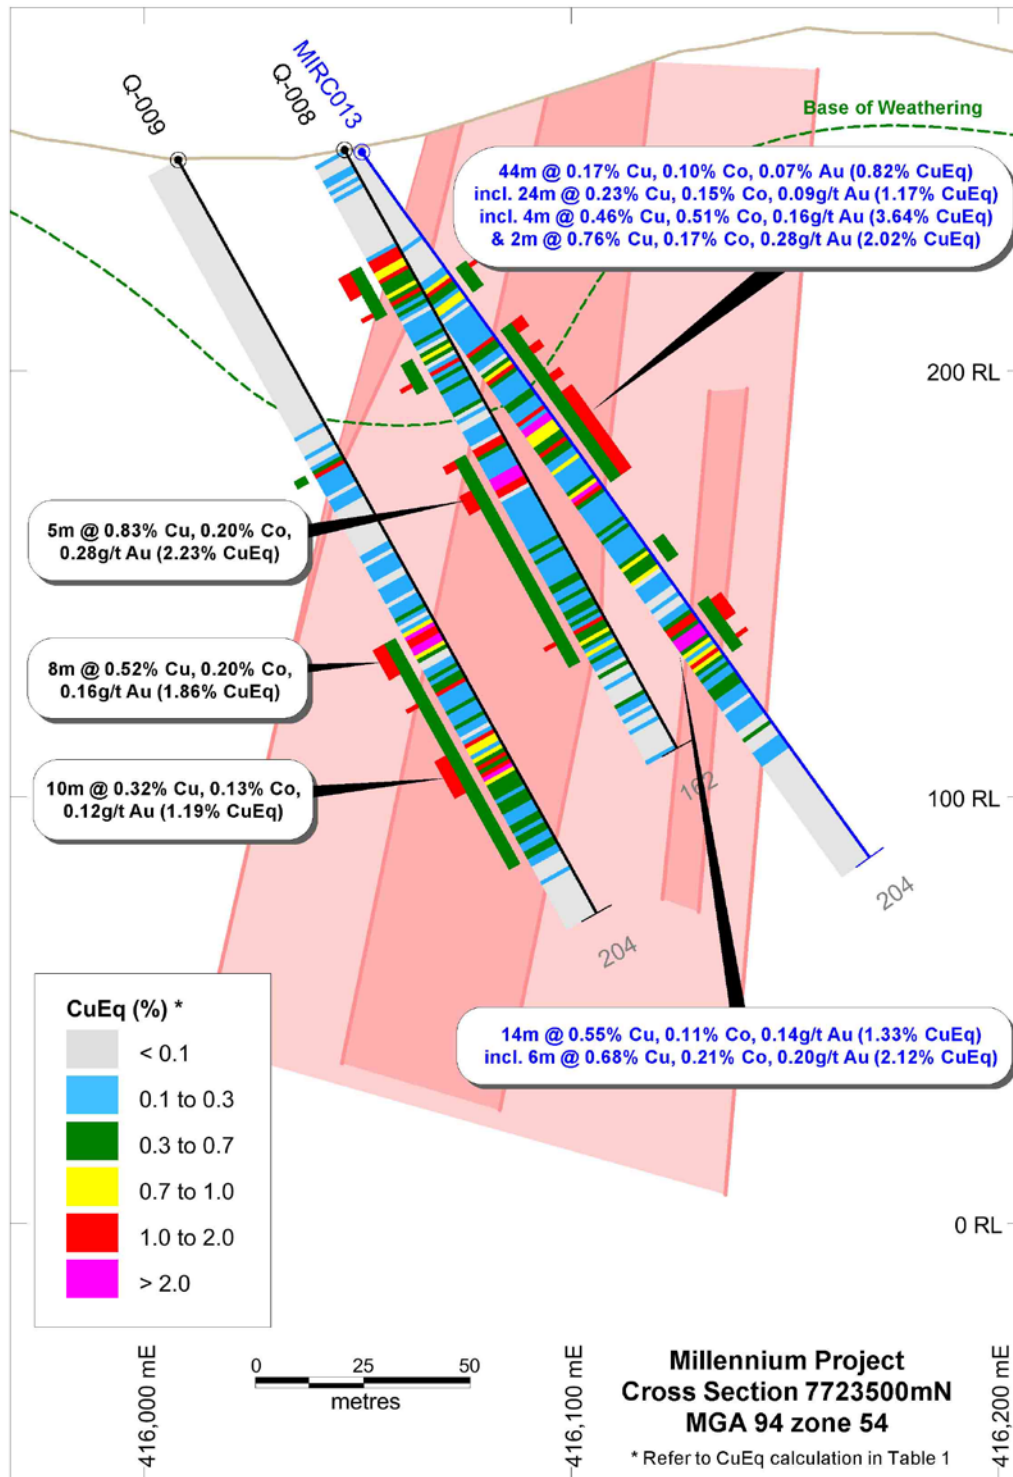 Q-009
Q-008
MIRC013
Base of Weathering
44m @ 0.17% Cu, 0.10% Co, 0.07% Au (0.82% CuEq)
incl. 24m @ 0.23% Cu, 0.15% Co, 0.09g/t Au (1.17% CuEq)
incl. 4m @ 0.46% Cu, 0.51% Co, 0.16g/t Au (3.64% CuEq)
& 2m @ 0.76% Cu, 0.17% Co, 0.28g/t Au (2.02% CuEq)
200 RL
5m @ 0.83% Cu, 0.20% Co,
0.28g/t Au (2.23% CuEq)
8m @ 0.52% Cu, 0.20% Co,
0.16g/t Au (1.86% CuEq)
10m @ 0.32% Cu, 0.13% Co,
0.12g/t Au (1.19% CuEq)
162
100 RL
204
204
14m @ 0.55% Cu, 0.11% Co, 0.14g/t Au (1.33% CuEq)
incl. 6m @ 0.68% Cu, 0.21% Co, 0.20g/t Au (2.12% CuEq)
CuEq (%) *
< 0.1
0.1 to 0.3
0.3 to 0.7
0.7 to 1.0
1.0 to 2.0
> 2.0
0 RL
0 25 50
metres
416,000 mE
416,100 mE
416,200 mE
Millennium Project
Cross Section 7723500mN
MGA 94 zone 54
* Refer to CuEq calculation in Table 1